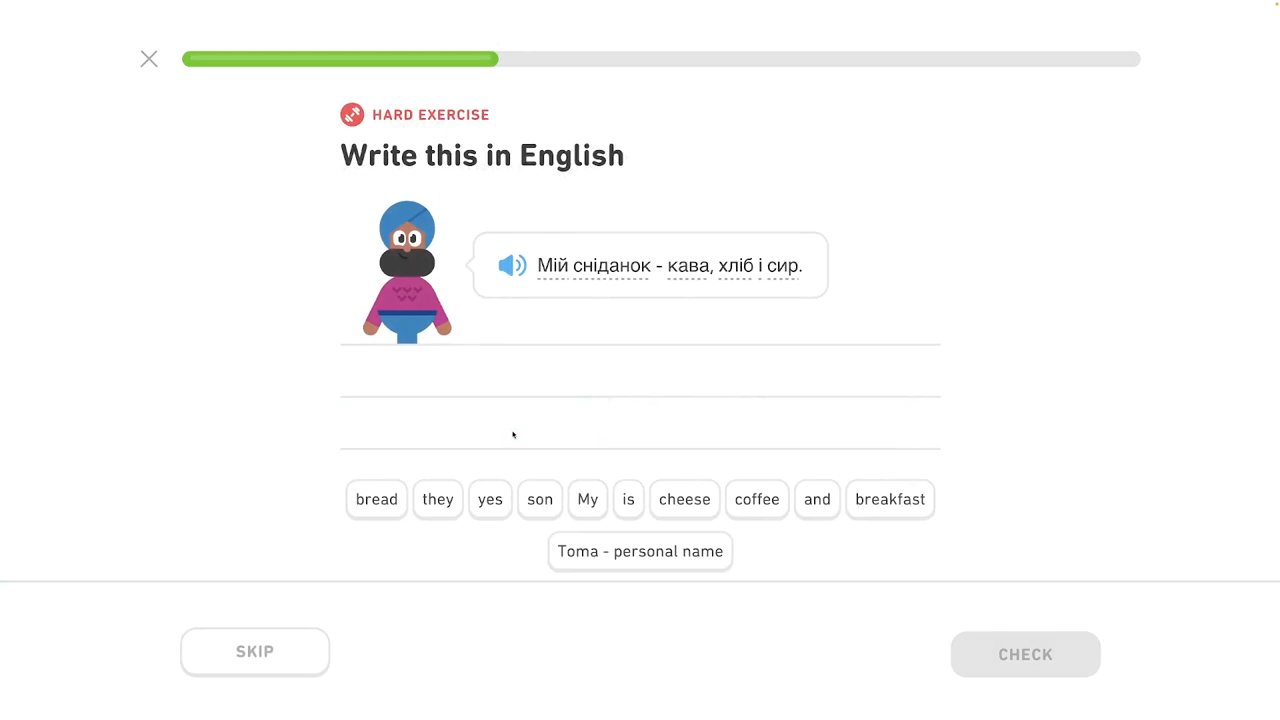 HARD EXERCISE
Write this in English
Мій сніданок - кава, хліб і сир.
bread they yes son My is cheese coffee and breakfast
Toma - personal name
SKIP CHECK